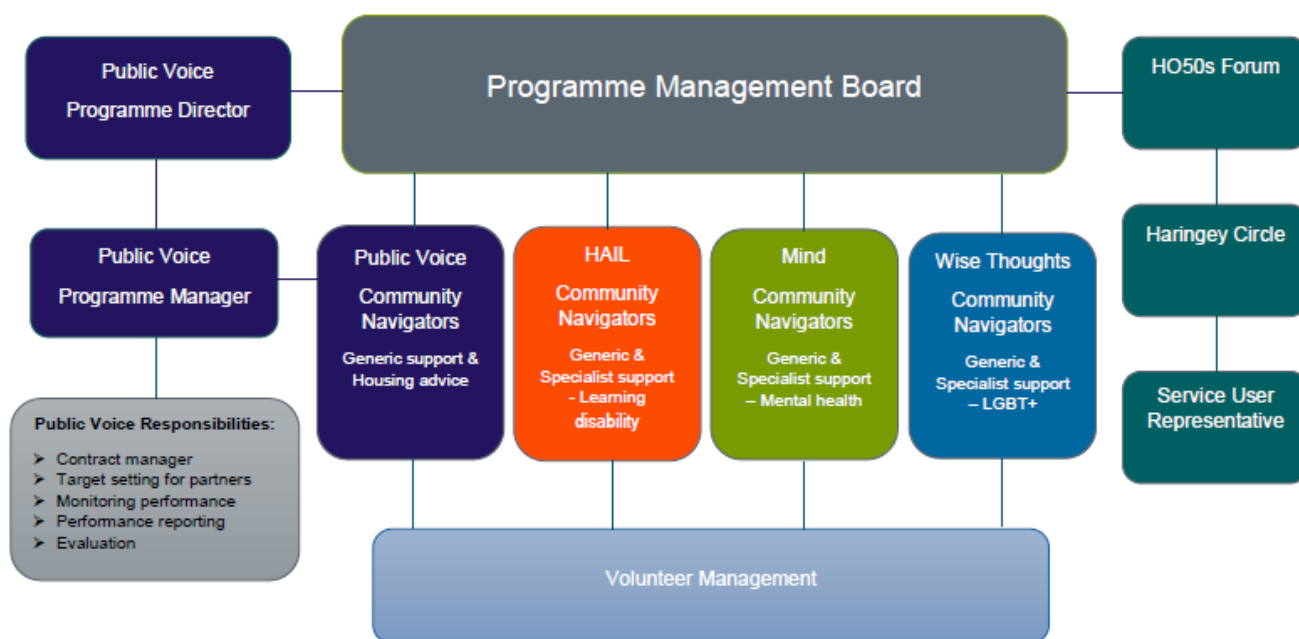 Public Voice
Programme Director
Programme Management Board
HO50s Forum
Public Voice
Programme Manager
Public Voice
Community
Navigators
Generic support &
Housing advice
HAIL
Community
Navigators
Generic &
Specialist support
- Learning
disability
Mind
Community
Navigators
Generic &
Specialist support
– Mental health
Wise Thoughts
Community
Navigators
Generic &
Specialist support
– LGBT+
Haringey Circle
Service User
Representative
Public Voice Responsibilities:
➢ Contract manager
➢ Target setting for partners
➢ Monitoring performance
➢ Performance reporting
➢ Evaluation
Volunteer Management